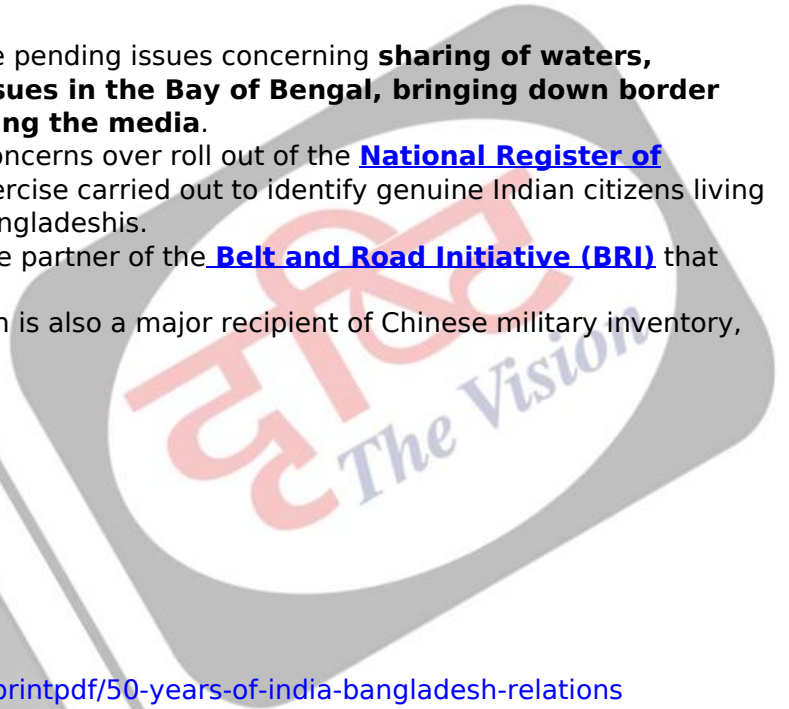 pending issues concerning sharing of waters,
sues in the Bay of Bengal, bringing down border
ng the media.
oncerns over roll out of the National Register of
ercise carried out to identify genuine Indian citizens living
ngladeshis.
e partner of the Belt and Road Initiative (BRI) that
n is also a major recipient of Chinese military inventory,
दृष्टि
The Vision
printpdf/50-years-of-india-bangladesh-relations